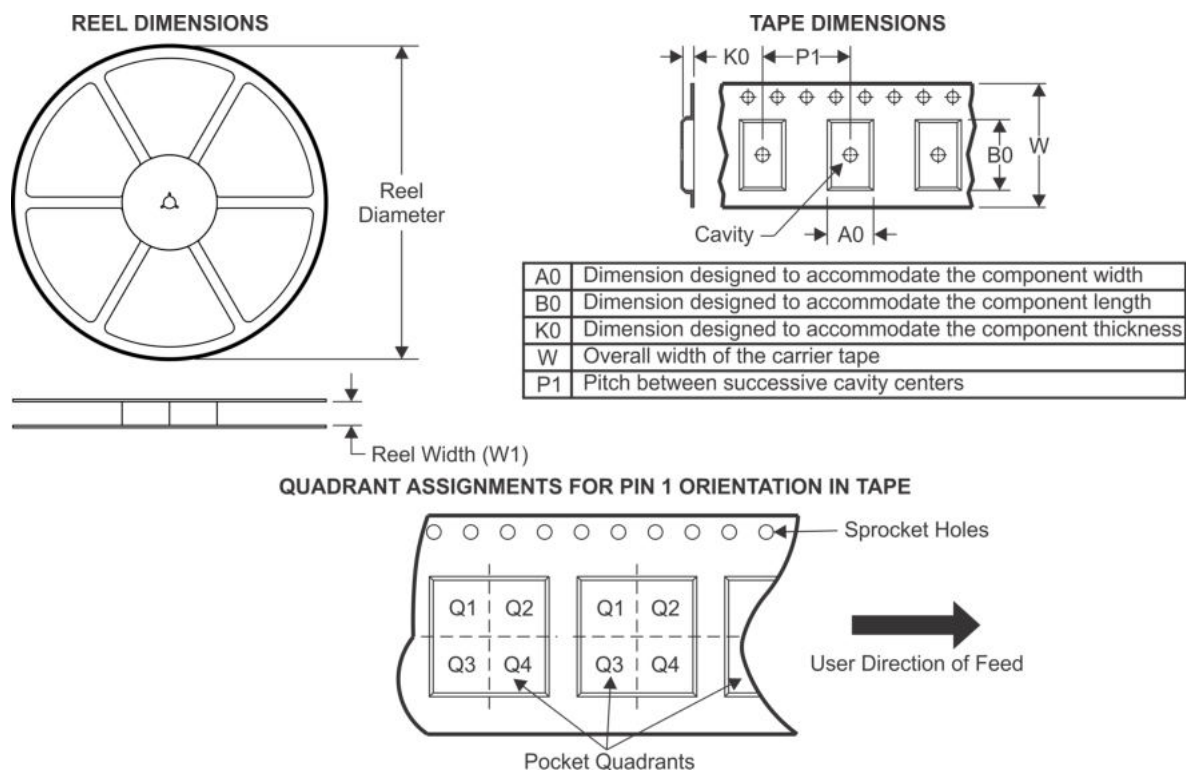 REEL DIMENSIONS
Reel
Diameter
Reel Width (W1)
TAPE DIMENSIONS
K0
P1
B0
W
Cavity
A0
A0 Dimension designed to accommodate the component width
B0 Dimension designed to accommodate the component length
K0 Dimension designed to accommodate the component thickness
W Overall width of the carrier tape
P1 Pitch between successive cavity centers
QUADRANT ASSIGNMENTS FOR PIN 1 ORIENTATION IN TAPE
Sprocket Holes
Q1 Q2 Q1 Q2
Q3 Q4 Q3 Q4
User Direction of Feed
Pocket Quadrants